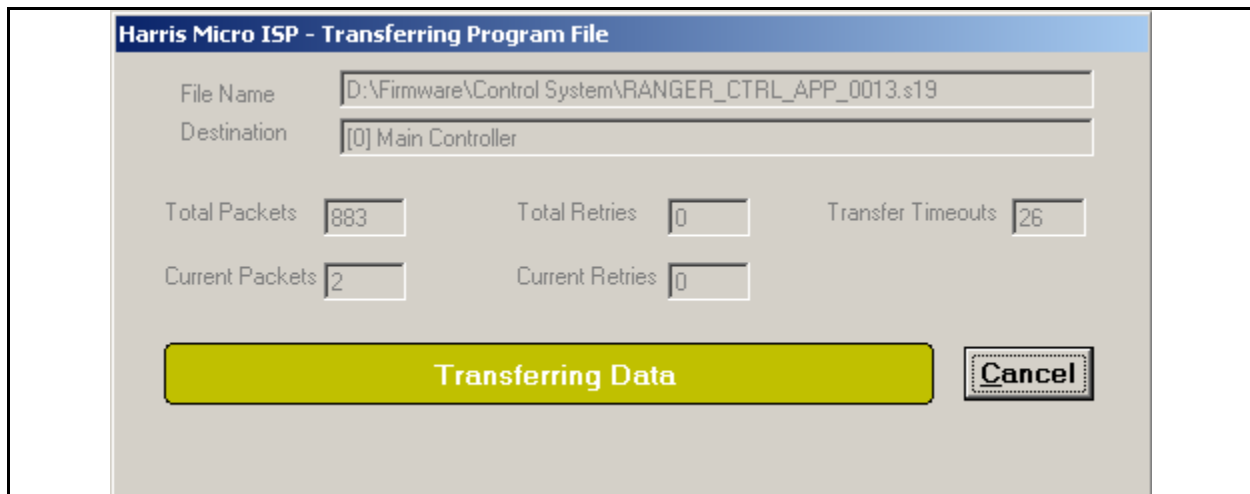 Harris Micro ISP - Transferring Program File
File Name D:\Firmware\Control System\RANGER_CTRL_APP_0013.s19
Destination [0] Main Controller
Total Packets 883 Total Retries 0 Transfer Timeouts 26
Current Packets 2 Current Retries 0
Transferring Data Cancel